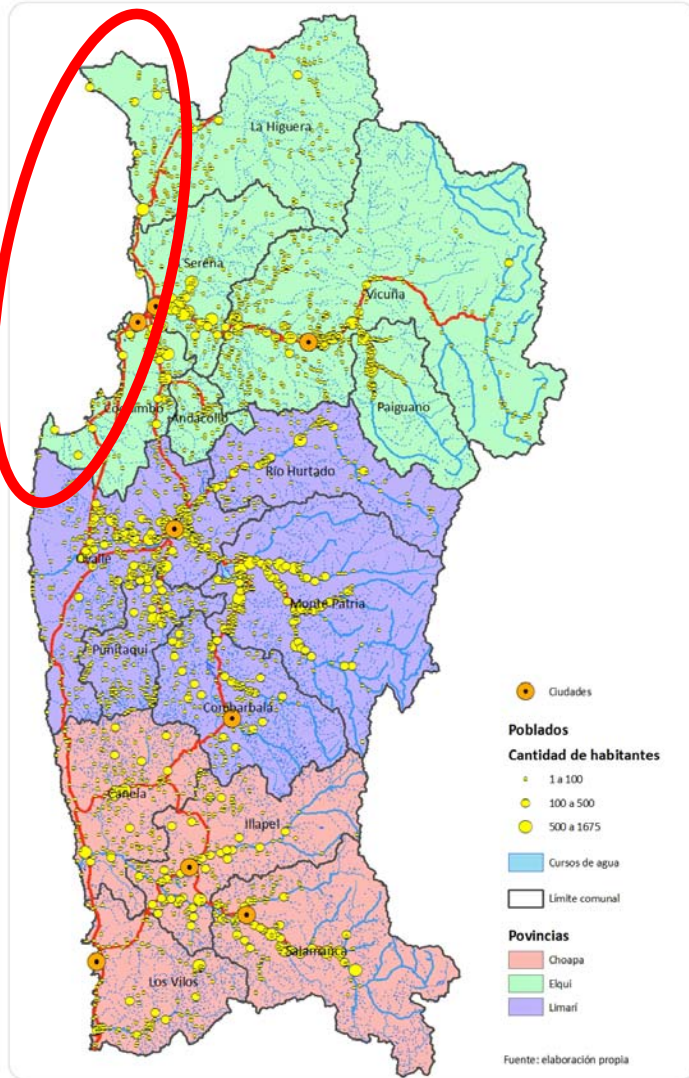 La Higuera
Serena
Vicuña
Coquimbo
Andacollo
Paiguano
Río Hurtado
Ovalle
Monte Patria
Punitaqui
Combarbalá
Canela
Illapel
Salamanca
Los Vilos
Ciudades
Poblados
Cantidad de habitantes
1 a 100
100 a 500
500 a 1675
Cursos de agua
Límite comunal
Povincias
Choapa
Elqui
Limarí
Fuente: elaboración propia